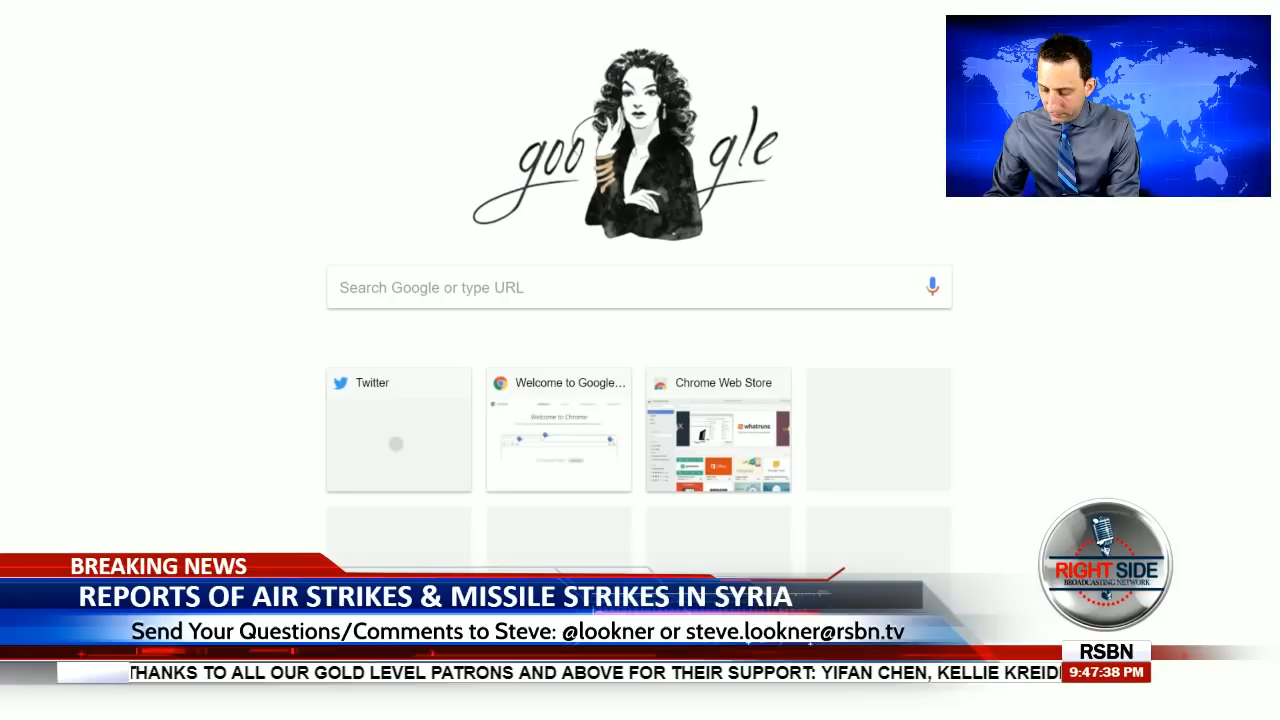 google
Search Google or type URL
Twitter
Welcome to Google...
Chrome Web Store
Welcome to Chrome
whatruns
BREAKING NEWS
REPORTS OF AIR STRIKES & MISSILE STRIKES IN SYRIA
Send Your Questions/Comments to Steve: @lookner or steve.lookner@rsbn.tv
RIGHT SIDE
BROADCASTING NETWORK
RSBN
9:47:38 PM
THANKS TO ALL OUR GOLD LEVEL PATRONS AND ABOVE FOR THEIR SUPPORT: YIFAN CHEN, KELLIE KREID